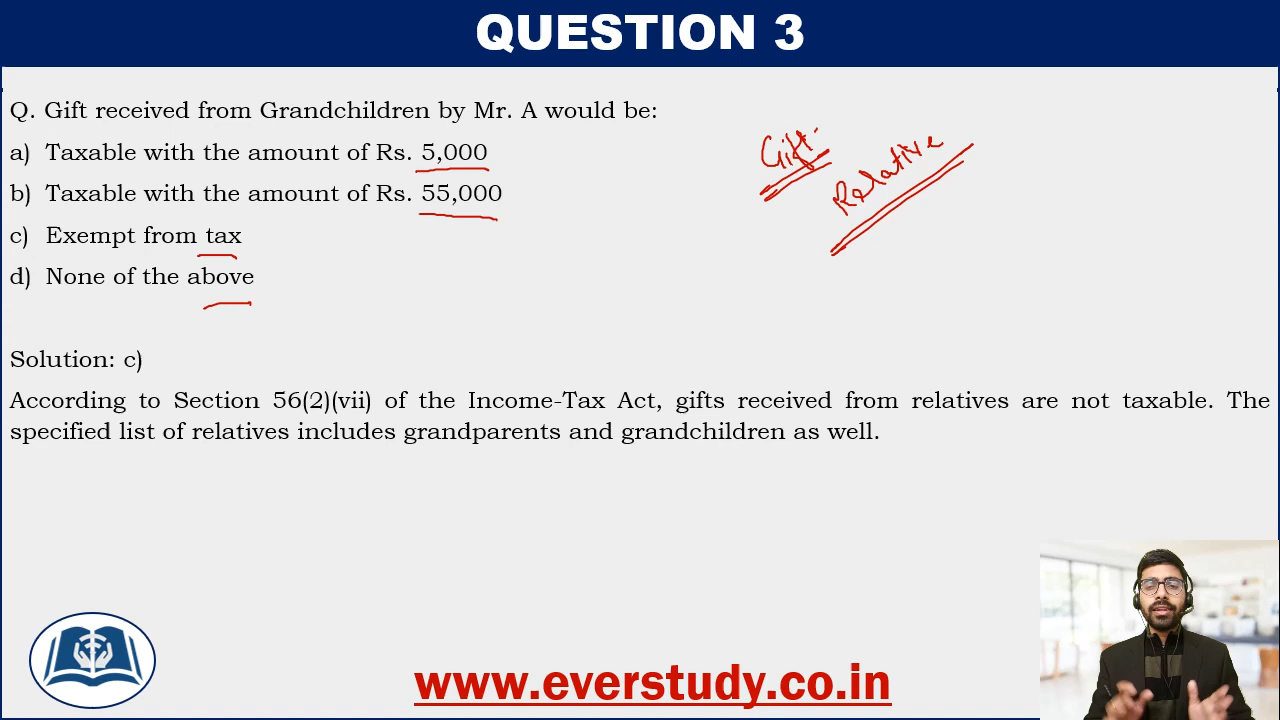 QUESTION 3
Q. Gift received from Grandchildren by Mr. A would be:
a) Taxable with the amount of Rs. 5,000
b) Taxable with the amount of Rs. 55,000
c) Exempt from tax
d) None of the above
Gift
Relative
Solution: c)
According to Section 56(2)(vii) of the Income-Tax Act, gifts received from relatives are not taxable. The
specified list of relatives includes grandparents and grandchildren as well.
www.everstudy.co.in